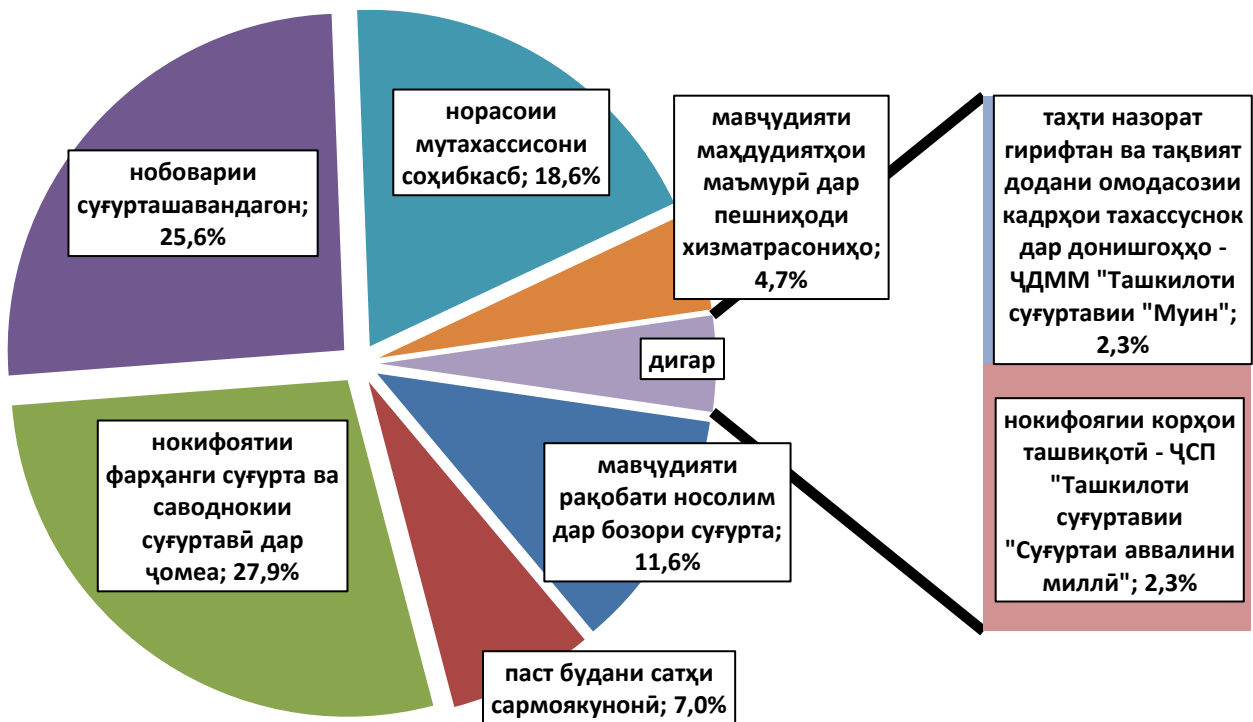 норасоии
мутахассисони
соҳибкасб; 18,6%
мавҷудияти
маҳдудиятҳои
маъмурӣ дар
пешниҳоди
хизматрасониҳо;
4,7%
таҳти назорат
гирифтан ва тақвият
додани омодасозии
кадрҳои тахассуснок
дар донишгоҳҳо -
ҶДММ "Ташкилоти
суғуртавии "Муин";
2,3%
нобоварии
суғурташавандагон;
25,6%
дигар
нокифоягии корҳои
ташвиқотӣ - ҶСП
"Ташкилоти
суғуртавии
"Суғуртаи аввалини
миллӣ"; 2,3%
нокифоятии
фарҳанги суғурта ва
саводнокии
суғуртавӣ дар
ҷомеа; 27,9%
мавҷудияти
рақобати носолим
дар бозори суғурта;
11,6%
паст будани сатҳи
сармоякунонӣ; 7,0%